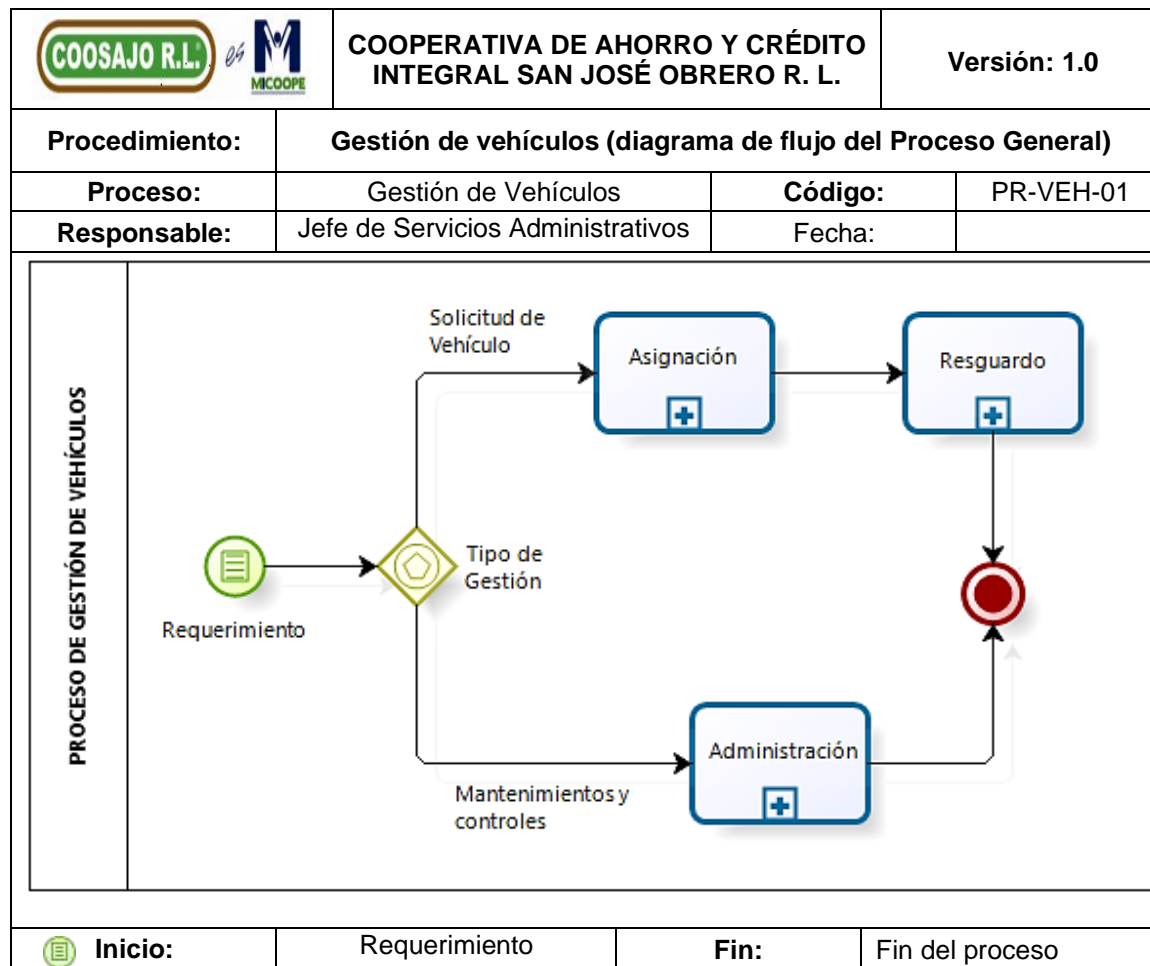 COOSAJO R.L.
es
MICOOPE
COOPERATIVA DE AHORRO Y CRÉDITO
INTEGRAL SAN JOSÉ OBRERO R. L.
Versión: 1.0
Procedimiento:
Gestión de vehículos (diagrama de flujo del Proceso General)
Proceso:
Gestión de Vehículos
Código:
PR-VEH-01
Responsable:
Jefe de Servicios Administrativos
Fecha:
PROCESO DE GESTIÓN DE VEHÍCULOS
Solicitud de
Vehículo
Asignación
Resguardo
Tipo de
Gestión
Requerimiento
Administración
Mantenimientos y
controles
Inicio:
Requerimiento
Fin:
Fin del proceso